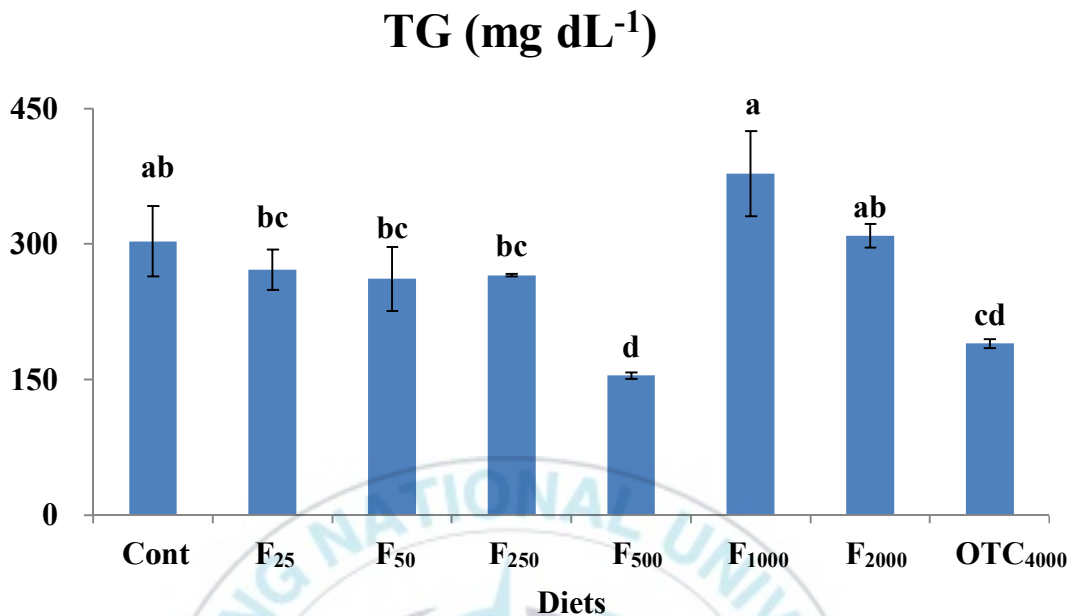 TG (mg dL⁻¹)
450
300
150
0
ab
bc
bc
bc
d
a
ab
cd
Cont F₂₅ F₅₀ F₂₅₀ F₅₀₀ F₁₀₀₀ F₂₀₀₀ OTC₄₀₀₀
Diets
NATIONAL